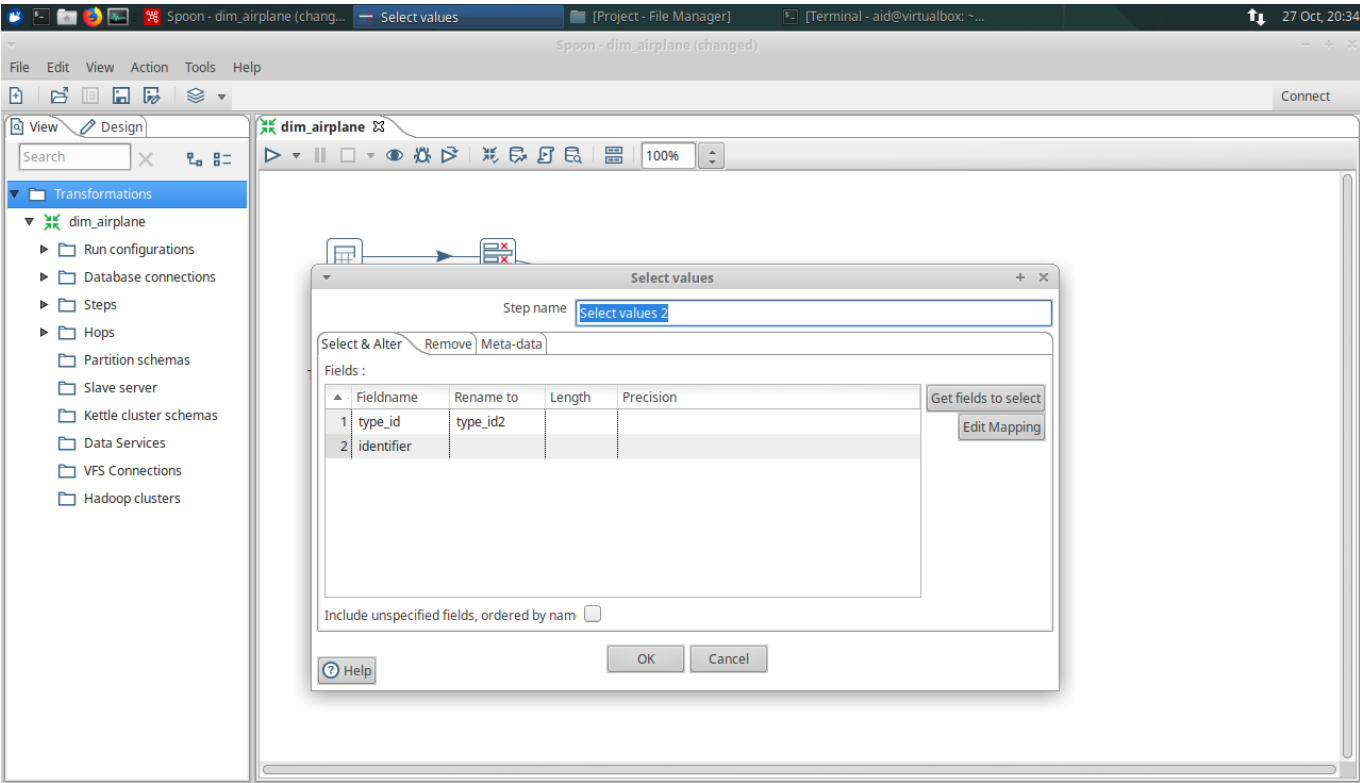 Spoon - dim_airplane (chang... Select values [Project - File Manager] [Terminal - aid@virtualbox: ~... 27 Oct, 20:34
Spoon - dim_airplane (changed)
File Edit View Action Tools Help
Connect
View Design
dim_airplane
Search
100%
Transformations
dim_airplane
Run configurations
Database connections
Steps
Hops
Partition schemas
Slave server
Kettle cluster schemas
Data Services
VFS Connections
Hadoop clusters
Select values
Step name Select values 2
Select & Alter Remove Meta-data
Fields :
Fieldname Rename to Length Precision
1 type_id type_id2
2 identifier
Get fields to select
Edit Mapping
Include unspecified fields, ordered by nam
OK Cancel
Help